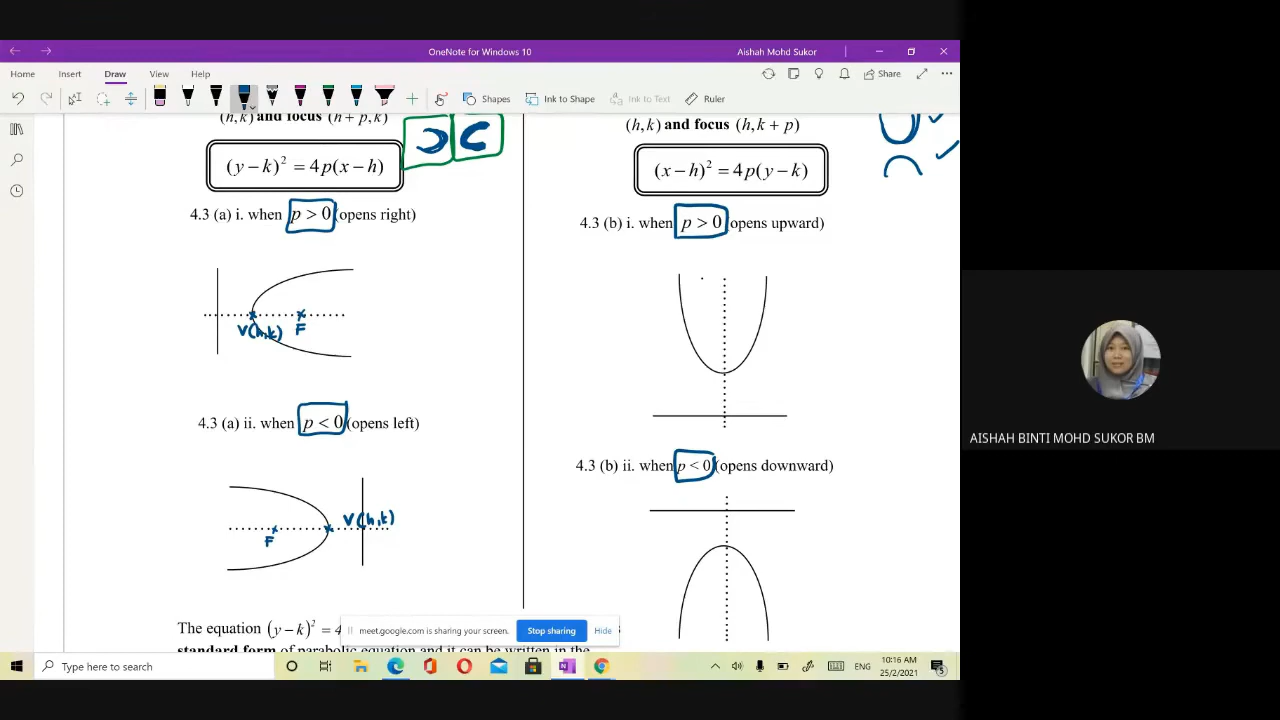 OneNote for Windows 10
Aishah Mohd Sukor
Home
Insert
Draw
View
Help
Share
Shapes
Ink to Shape
Ink to Text
Ruler
(h,k) and focus (h + p, k)
(y − k)² = 4p(x − h)
4.3 (a) i. when p > 0 (opens right)
V(h,k)
F
4.3 (a) ii. when p < 0 (opens left)
V(h,k)
F
The equation (y − k)² = 4
standard form of parabolic equation and it can be written in the
(h,k) and focus (h, k + p)
(x − h)² = 4p(y − k)
4.3 (b) i. when p > 0 (opens upward)
4.3 (b) ii. when p < 0 (opens downward)
meet.google.com is sharing your screen.
Stop sharing
Hide
Type here to search
ENG
10:16 AM
25/2/2021
5
AISHAH BINTI MOHD SUKOR BM